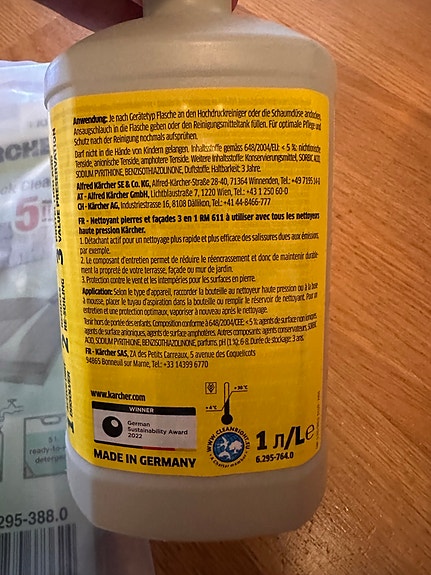 Anwendung: Je nach Gerätetyp Flasche an den Hochdruckreiniger oder die Schaumdüse andocken,
Ansaugschlauch in die Flasche geben oder den Reinigungsmitteltank füllen. Für optimale Pflege und
Schutz nach der Reinigung nochmals aufsprühen.
Darf nicht in die Hände von Kindern gelangen. Inhaltsstoffe gemäss 648/2004/EU: < 5 %: nichtionische
Tenside, anionische Tenside, amphotere Tenside. Weitere Inhaltsstoffe: Konservierungsmittel, SORBIC ACID,
SODIUM PYRITHIONE, BENZISOTHIAZOLINONE, Duftstoffe. Haltbarkeit: 3 Jahre.
Alfred Kärcher SE & Co. KG, Alfred-Kärcher-Straße 28-40, 71364 Winnenden, Tel.: +49 7195 14-0
AT - Alfred Kärcher GmbH, Lichtblaustraße 7, 1220 Wien, Tel.: +43 1 250 60-0
CH - Kärcher AG, Industriestrasse 16, 8108 Dällikon, Tel.: +41 44-8466-777
FR - Nettoyant pierres et façades 3 en 1 RM 611 à utiliser avec tous les nettoyeurs
haute pression Kärcher.
1. Détachant actif pour un nettoyage plus rapide et plus efficace des salissures dues aux émissions,
par exemple.
2. Le composant d'entretien permet de réduire le réencrassement et donc de maintenir durable-
ment la propreté de votre terrasse, façade ou mur de jardin.
3. Protection contre le vent et les intempéries pour les surfaces en pierre.
Application: Selon le type d'appareil, raccorder la bouteille au nettoyeur haute pression ou à la buse
à mousse, placer le tuyau d'aspiration dans la bouteille ou remplir le réservoir de nettoyant. Pour un
entretien et une protection optimaux, vaporiser à nouveau après le nettoyage.
Tenir hors de portée des enfants. Composition conforme à 648/2004/CEE: < 5 %: agents de surface non ioniques,
agents de surface anioniques, agents de surface amphotères. Autres composants: agents conservateurs, SORBIC
ACID, SODIUM PYRITHIONE, BENZISOTHIAZOLINONE, parfums, pH (1 %): 6-8. Durée de stockage: 3 ans.
FR - Kärcher SAS, ZA des Petits Carreaux, 5 avenue des Coquelicots
94865 Bonneuil sur Marne, Tel.: +33 14399 6770
www.karcher.com
WINNER
German
Sustainability Award
2022
MADE IN GERMANY
+ 4°C
+ 30°C
WWW.CLEANRIGHT.EU
1 л/L℮
6.295-764.0
RCHER
5
5 l
ready-to-
deterge
295-388.0